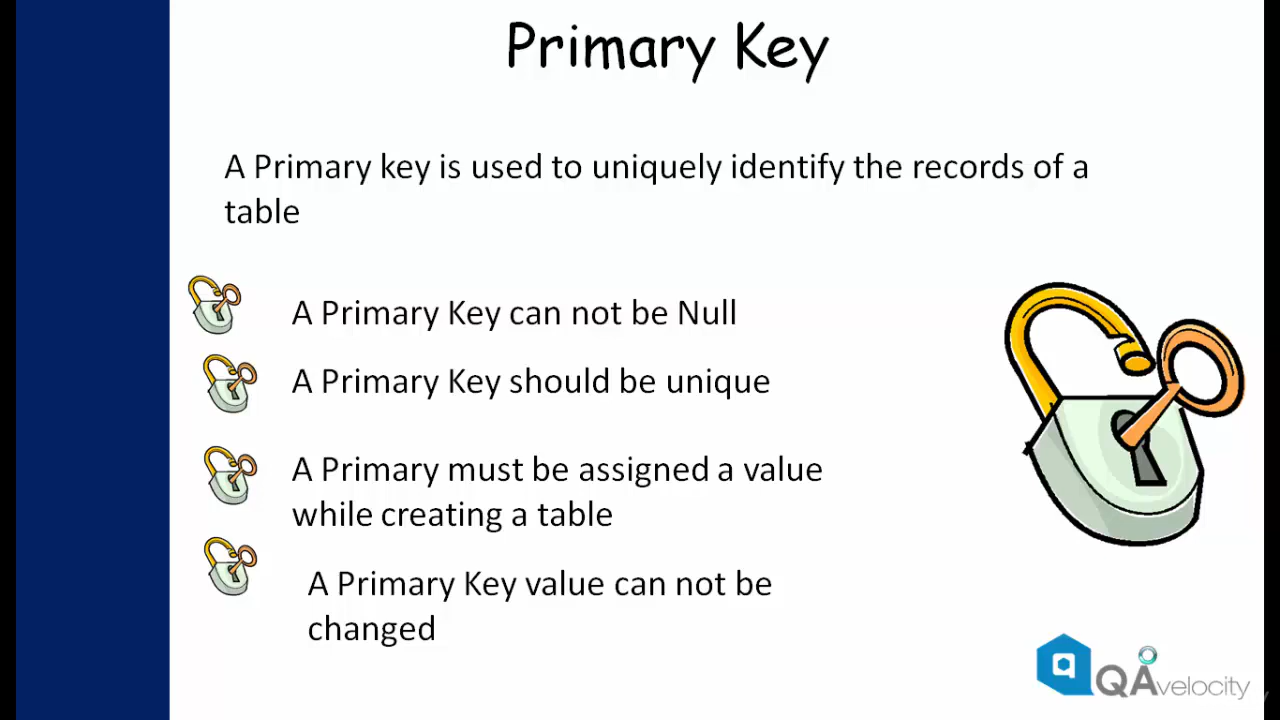 Primary Key
A Primary key is used to uniquely identify the records of a
table
A Primary Key can not be Null
A Primary Key should be unique
A Primary must be assigned a value
while creating a table
A Primary Key value can not be
changed
q QAvelocity